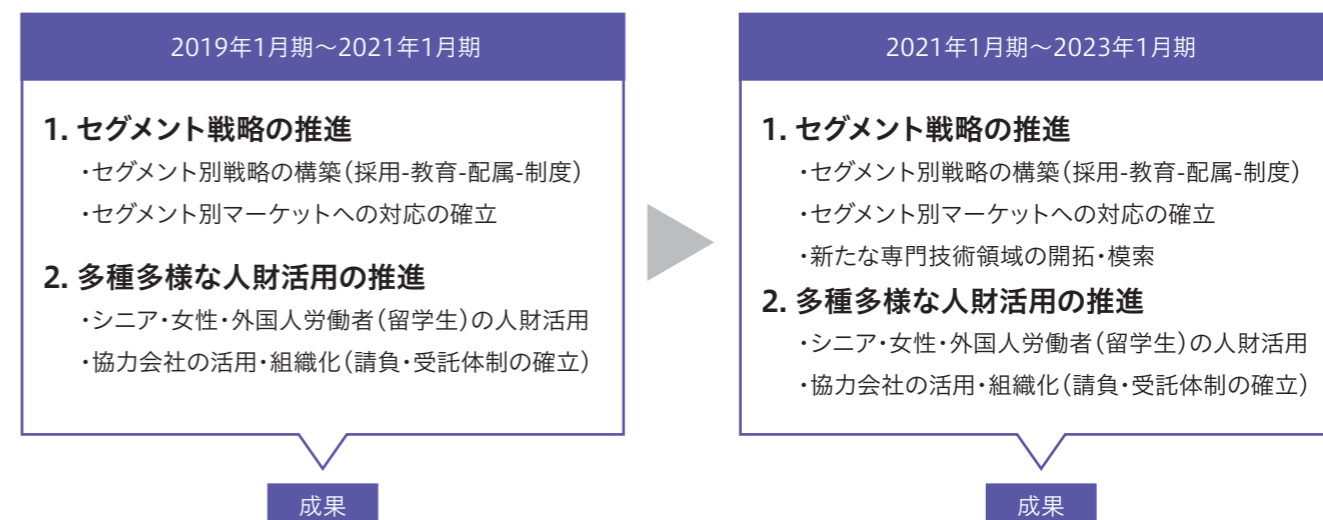 2019年1月期～2021年1月期
1. セグメント戦略の推進
・セグメント別戦略の構築(採用-教育-配属-制度)
・セグメント別マーケットへの対応の確立
2. 多種多様な人財活用の推進
・シニア・女性・外国人労働者(留学生)の人財活用
・協力会社の活用・組織化(請負・受託体制の確立)
成果
2021年1月期～2023年1月期
1. セグメント戦略の推進
・セグメント別戦略の構築(採用-教育-配属-制度)
・セグメント別マーケットへの対応の確立
・新たな専門技術領域の開拓・模索
2. 多種多様な人財活用の推進
・シニア・女性・外国人労働者(留学生)の人財活用
・協力会社の活用・組織化(請負・受託体制の確立)
成果